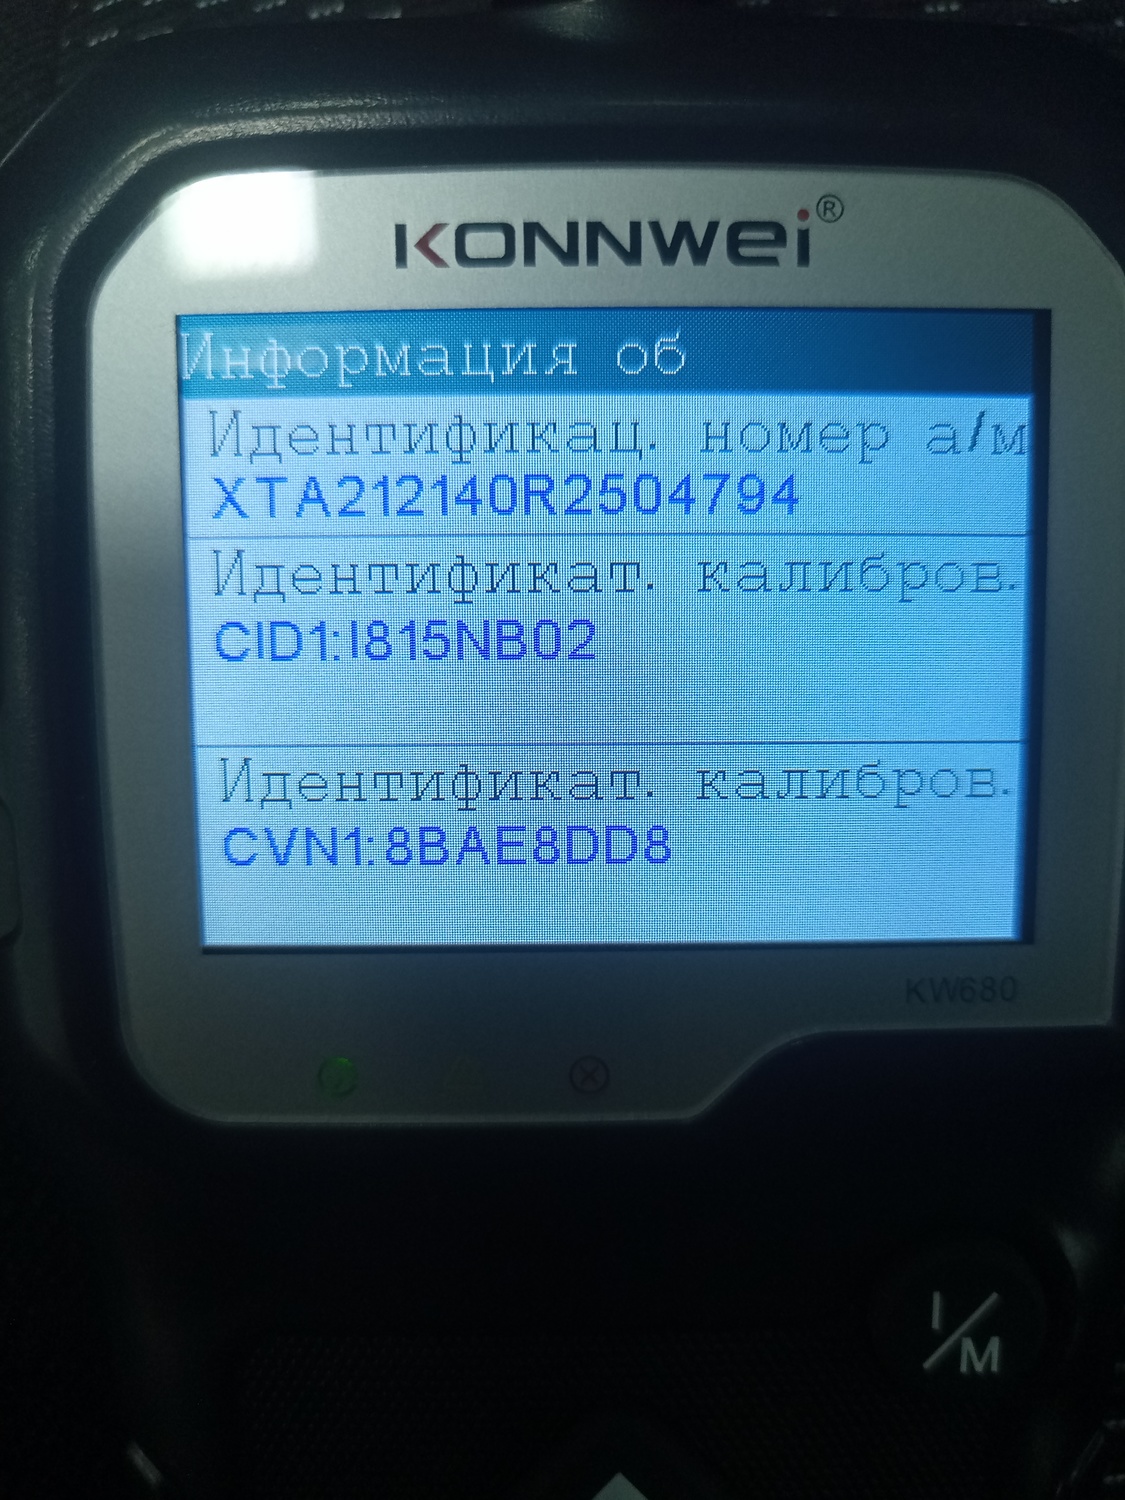 KONNWEI®
Информация об
Идентификац. номер а/м
XTA212140R2504794
Идентификат. калибров.
CID1:I815NB02
Идентификат. калибров.
CVN1:8BAE8DD8
KW680
I/M